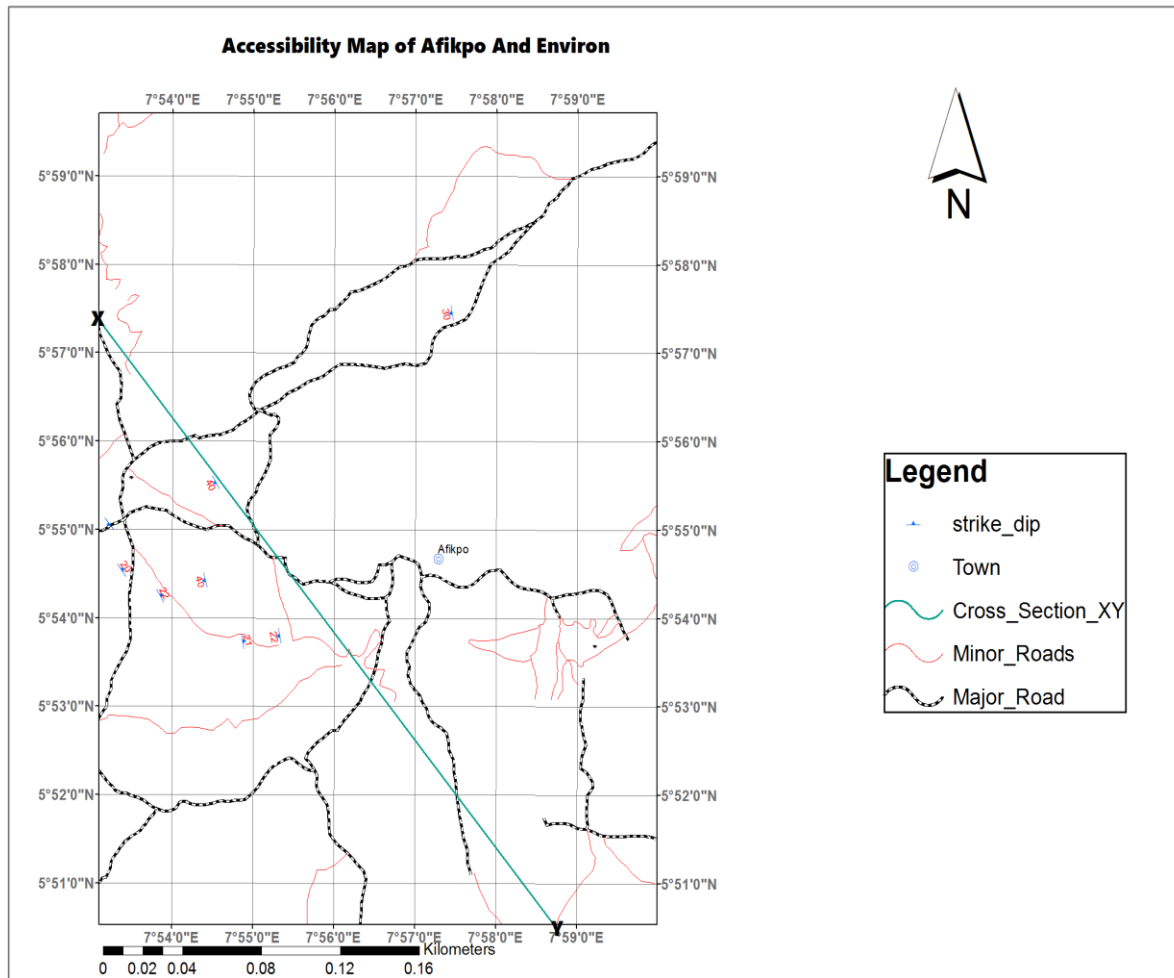 Accessibility Map of Afikpo And Environ
7°54'0"E 7°55'0"E 7°56'0"E 7°57'0"E 7°58'0"E 7°59'0"E
N
5°59'0"N 5°59'0"N
5°58'0"N 5°58'0"N
36
X
5°57'0"N 5°57'0"N
5°56'0"N 5°56'0"N
Legend
40
strike_dip
5°55'0"N 5°55'0"N
Afikpo
Town
20
40
22
Cross_Section_XY
5°54'0"N 5°54'0"N
22
Minor_Roads
5°53'0"N 5°53'0"N
Major_Road
5°52'0"N 5°52'0"N
5°51'0"N 5°51'0"N
Y
7°54'0"E 7°55'0"E 7°56'0"E 7°57'0"E 7°58'0"E 7°59'0"E
Kilometers
0 0.02 0.04 0.08 0.12 0.16